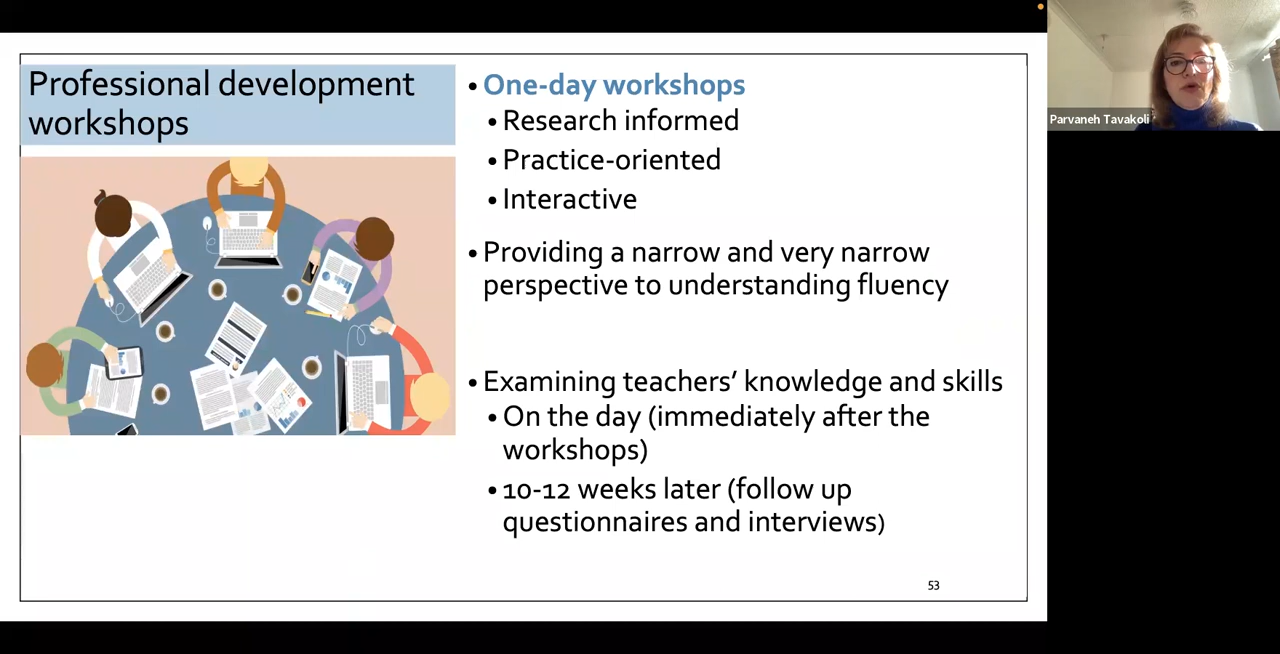 Professional development
workshops
• One-day workshops
• Research informed
• Practice-oriented
• Interactive
• Providing a narrow and very narrow
perspective to understanding fluency
• Examining teachers’ knowledge and skills
• On the day (immediately after the
workshops)
• 10-12 weeks later (follow up
questionnaires and interviews)
53
Parvaneh Tavakoli